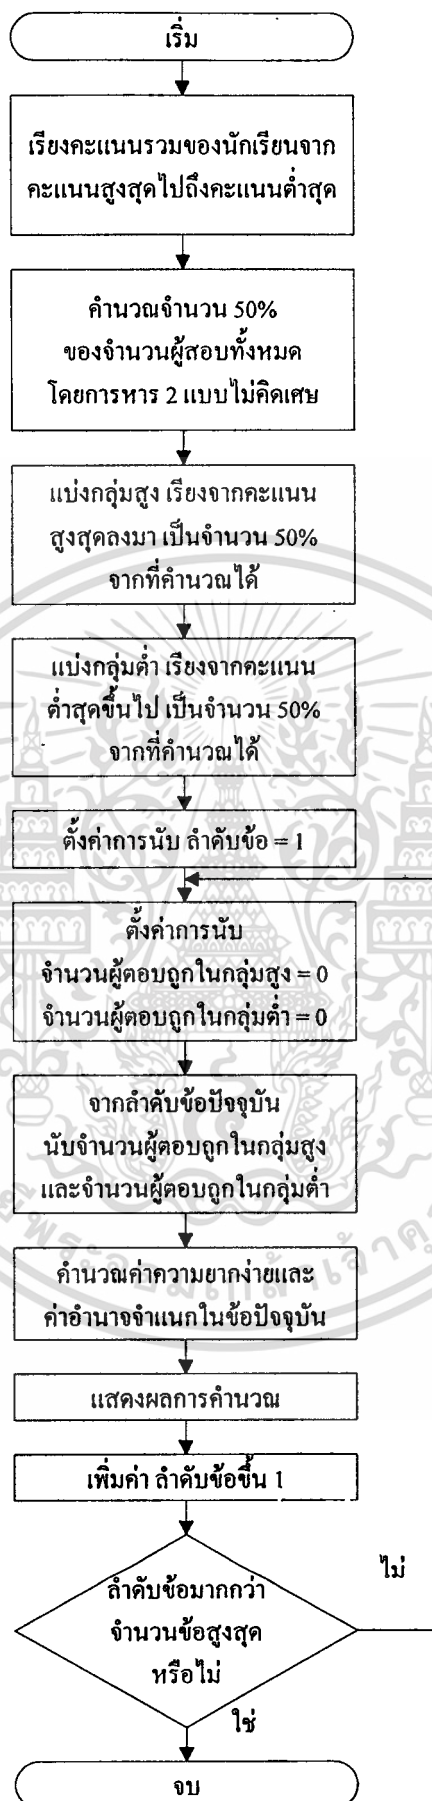 เริ่ม
เรียงคะแนนรวมของนักเรียนจาก
คะแนนสูงสุดไปถึงคะแนนต่ำสุด
คำนวณจำนวน 50%
ของจำนวนผู้สอบทั้งหมด
โดยการหาร 2 แบบไม่คิดเศษ
แบ่งกลุ่มสูง เรียงจากคะแนน
สูงสุดลงมา เป็นจำนวน 50%
จากที่คำนวณได้
แบ่งกลุ่มต่ำ เรียงจากคะแนน
ต่ำสุดขึ้นไป เป็นจำนวน 50%
จากที่คำนวณได้
ตั้งค่าการนับ ลำดับข้อ = 1
ตั้งค่าการนับ
จำนวนผู้ตอบถูกในกลุ่มสูง = 0
จำนวนผู้ตอบถูกในกลุ่มต่ำ = 0
จากลำดับข้อปัจจุบัน
นับจำนวนผู้ตอบถูกในกลุ่มสูง
และจำนวนผู้ตอบถูกในกลุ่มต่ำ
คำนวณค่าความยากง่ายและ
ค่าอำนาจจำแนกในข้อปัจจุบัน
แสดงผลการคำนวณ
เพิ่มค่า ลำดับข้อขึ้น 1
ไม่
ลำดับข้อมากกว่า
จำนวนข้อสูงสุด
หรือไม่
ใช่
จบ